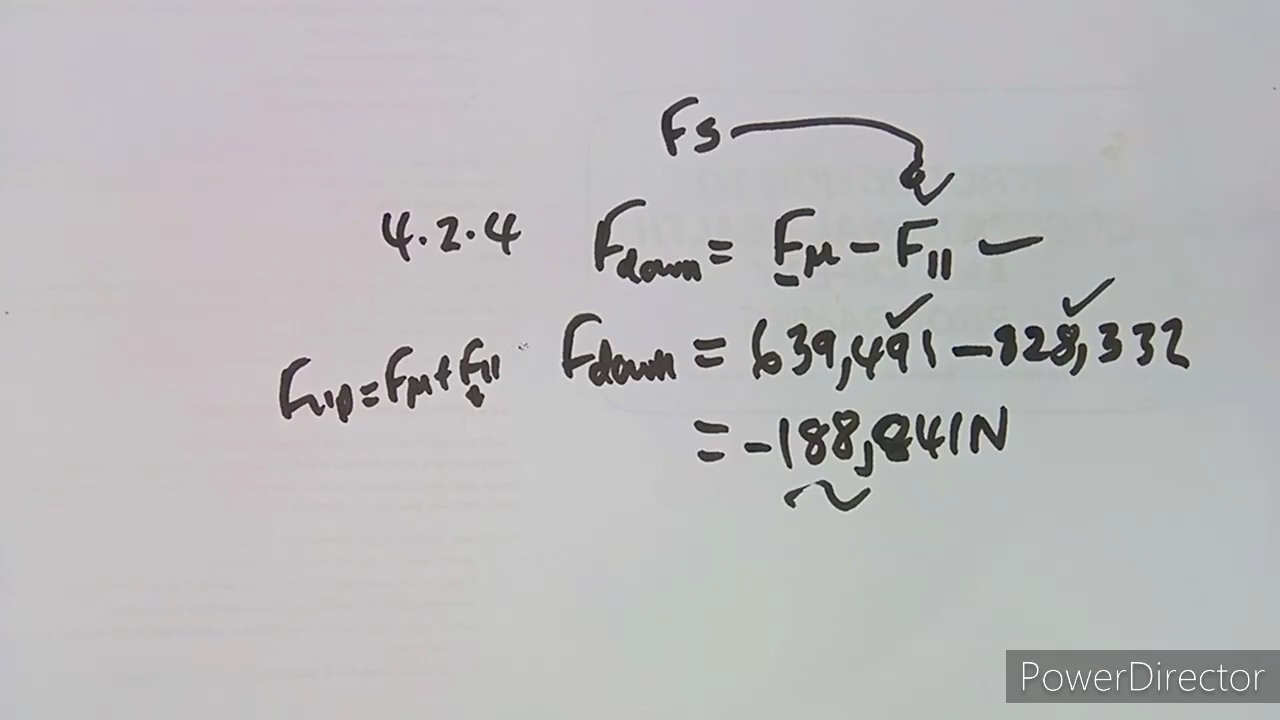 Fs
4.2.4 Fdown = Fμ - F||
Fdown = 639,491 - 828,332
Fup = Fμ + F||
= -188,841N
PowerDirector